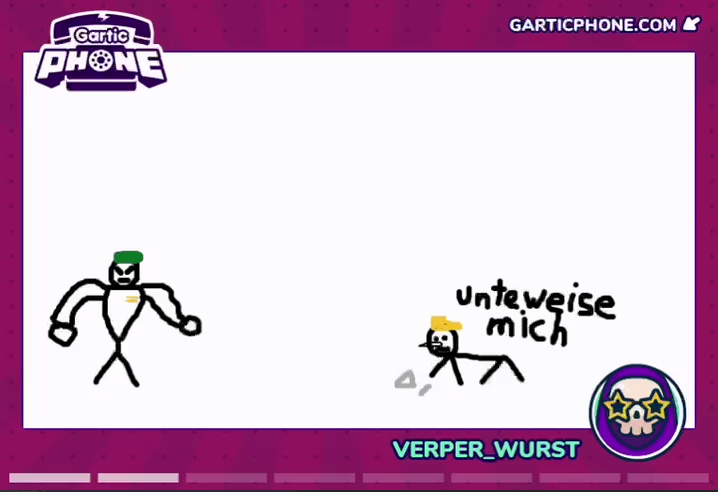 Gartic
PHONE
GARTICPHONE.COM
unteweise
mich
VERPER_WURST